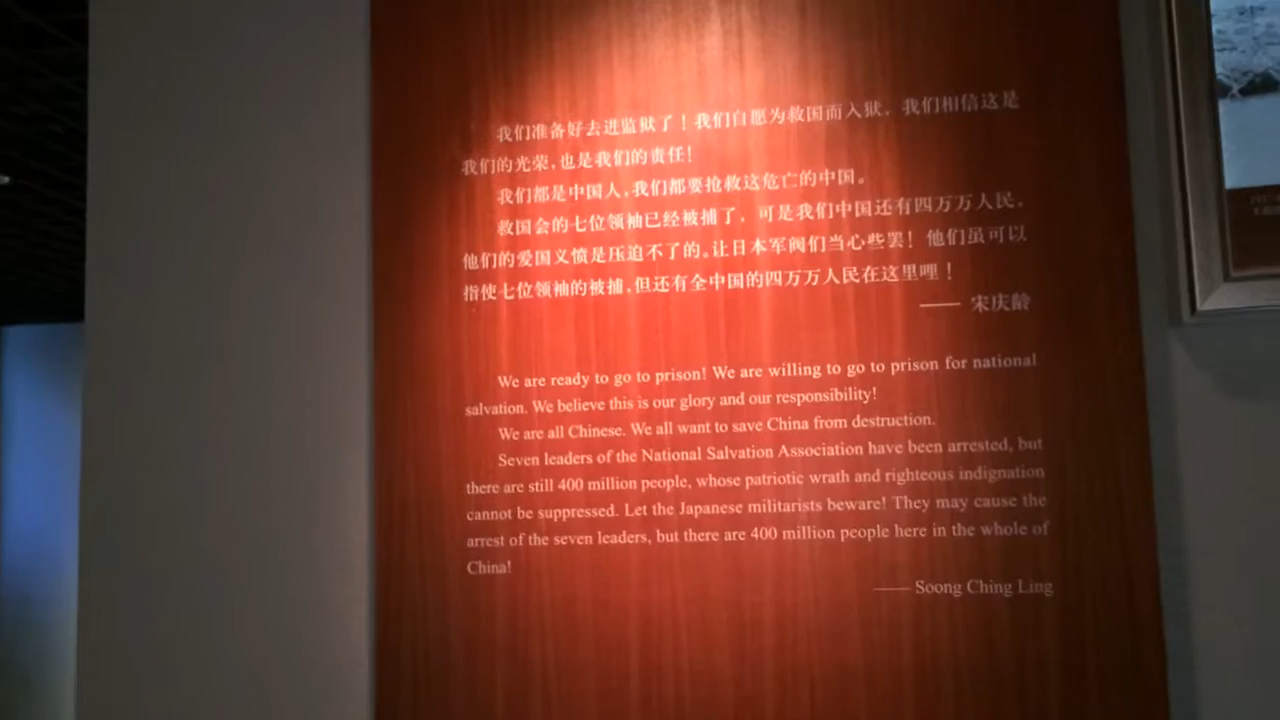 我们准备好去进监狱了！我们自愿为救国而入狱，我们相信这是
我们的光荣，也是我们的责任！
我们都是中国人，我们都要抢救这危亡的中国。
救国会的七位领袖已经被捕了，可是我们中国还有四万万人民，
他们的爱国义愤是压迫不了的。让日本军阀们当心些罢！他们虽可以
指使七位领袖的被捕，但还有全中国的四万万人民在这里哩！
—— 宋庆龄
We are ready to go to prison! We are willing to go to prison for national
salvation. We believe this is our glory and our responsibility!
We are all Chinese. We all want to save China from destruction.
Seven leaders of the National Salvation Association have been arrested, but
there are still 400 million people, whose patriotic wrath and righteous indignation
cannot be suppressed. Let the Japanese militarists beware! They may cause the
arrest of the seven leaders, but there are 400 million people here in the whole of
China!
—— Soong Ching Ling